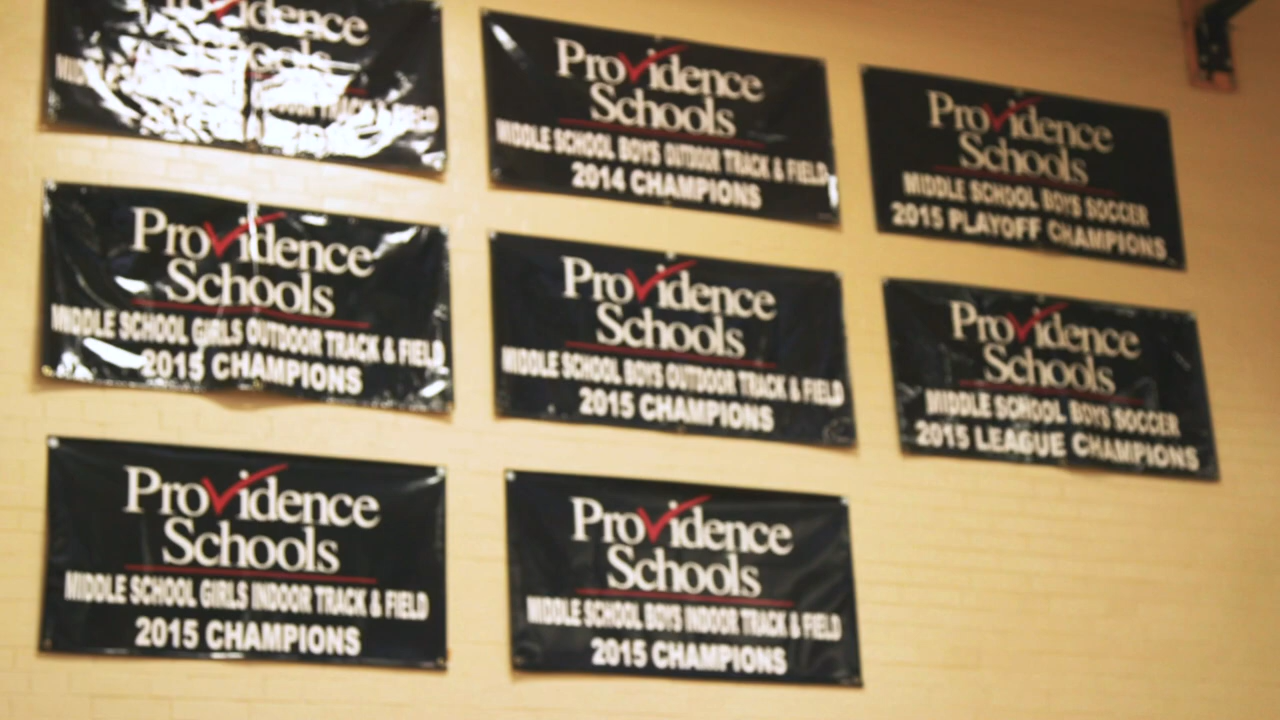 Providence
Schools
MIDDLE
TRACK & FIELD
Providence
Schools
MIDDLE SCHOOL BOYS OUTDOOR TRACK & FIELD
2014 CHAMPIONS
Providence
Schools
MIDDLE SCHOOL BOYS SOCCER
2015 PLAYOFF CHAMPIONS
Providence
Schools
MIDDLE SCHOOL GIRLS OUTDOOR TRACK & FIELD
2015 CHAMPIONS
Providence
Schools
MIDDLE SCHOOL BOYS OUTDOOR TRACK & FIELD
2015 CHAMPIONS
Providence
Schools
MIDDLE SCHOOL BOYS SOCCER
2015 LEAGUE CHAMPIONS
Providence
Schools
MIDDLE SCHOOL GIRLS INDOOR TRACK & FIELD
2015 CHAMPIONS
Providence
Schools
MIDDLE SCHOOL BOYS INDOOR TRACK & FIELD
2015 CHAMPIONS